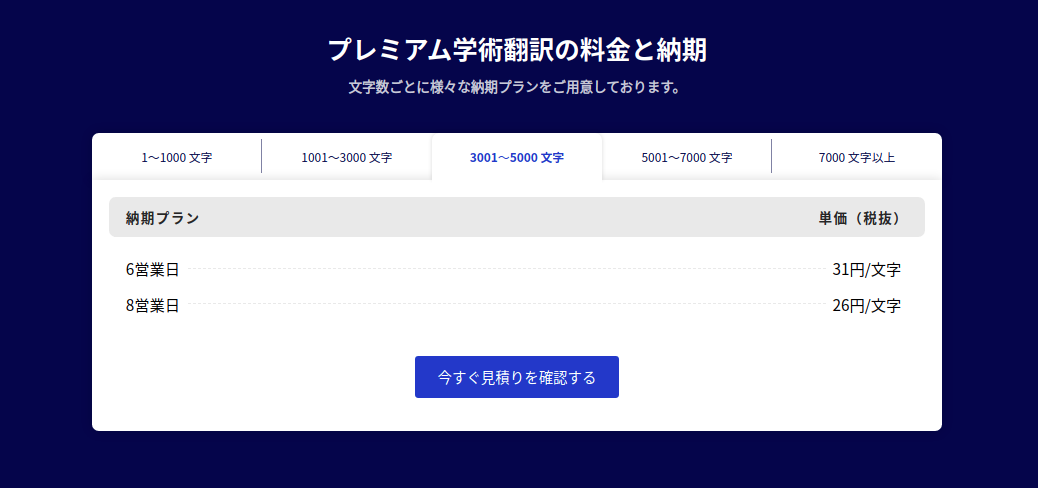 プレミアム学術翻訳の料金と納期
文字数ごとに様々な納期プランをご用意しております。
1〜1000 文字 1001〜3000 文字 3001〜5000 文字 5001〜7000 文字 7000 文字以上
納期プラン 単価（税抜）
6営業日 31円/文字
8営業日 26円/文字
今すぐ見積りを確認する